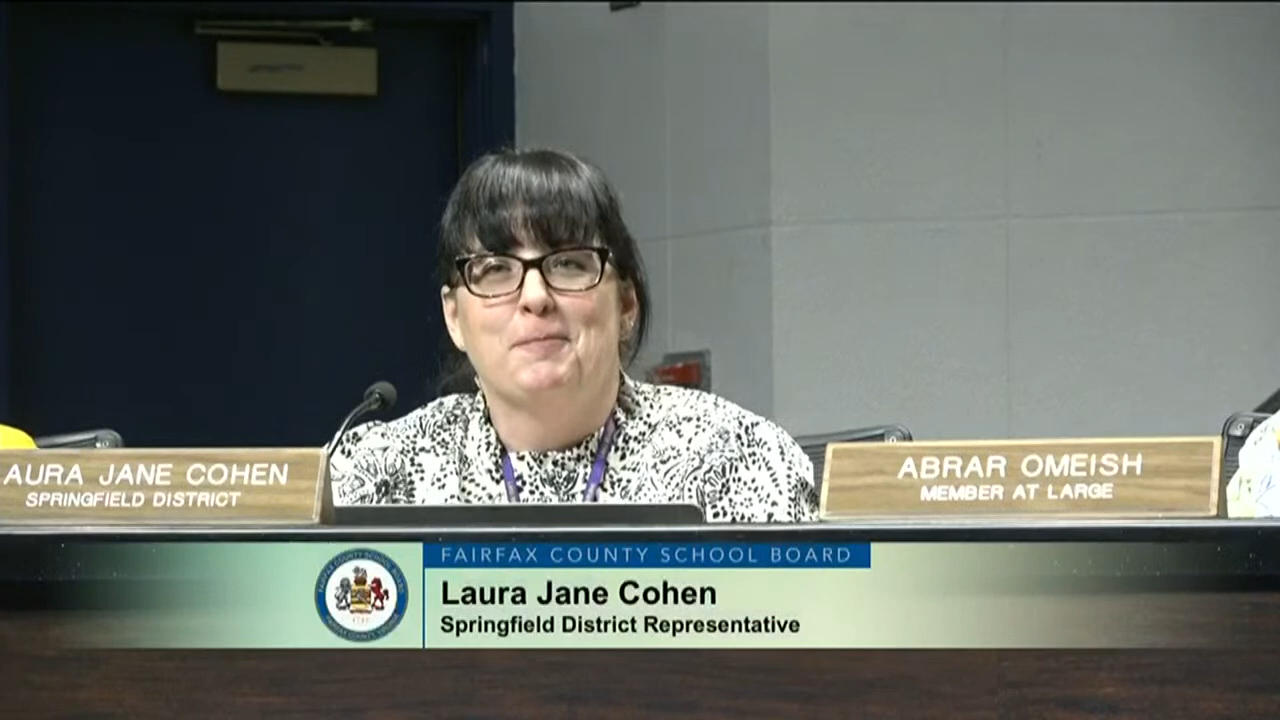 AURA JANE COHEN
SPRINGFIELD DISTRICT
ABRAR OMEISH
MEMBER AT LARGE
FAIRFAX COUNTY SCHOOL BOARD
Laura Jane Cohen
Springfield District Representative